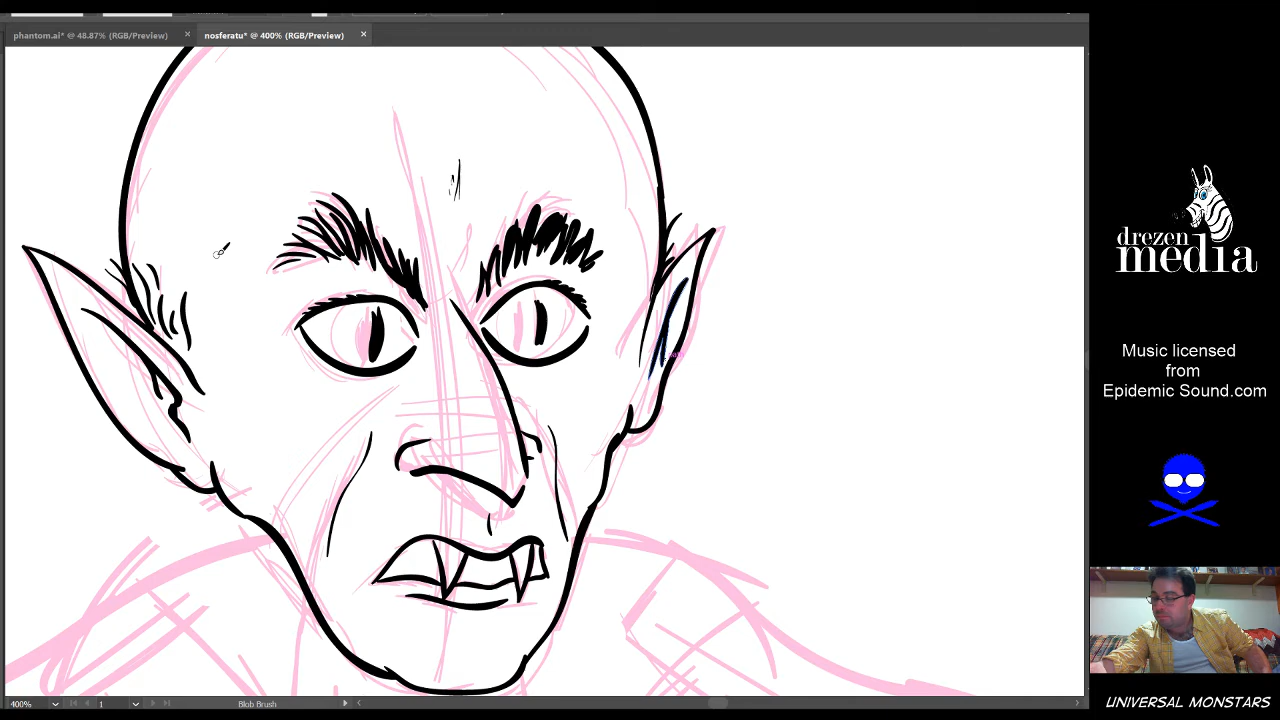 phantom.ai* @ 48.87% (RGB/Preview)
nosferatu* @ 400% (RGB/Preview)
drezen
media
Music licensed
from
Epidemic Sound.com
400%
1
Blob Brush
UNIVERSAL MONSTARS